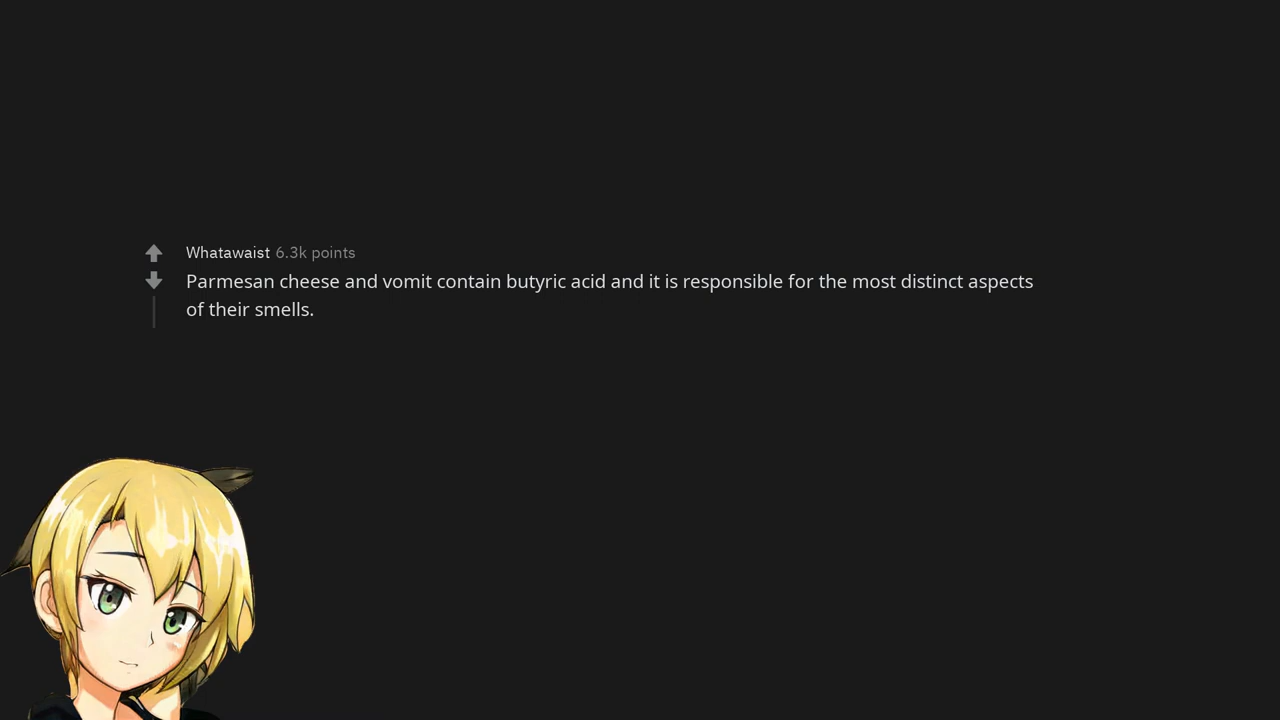 Whatawaist 6.3k points
Parmesan cheese and vomit contain butyric acid and it is responsible for the most distinct aspects
of their smells.